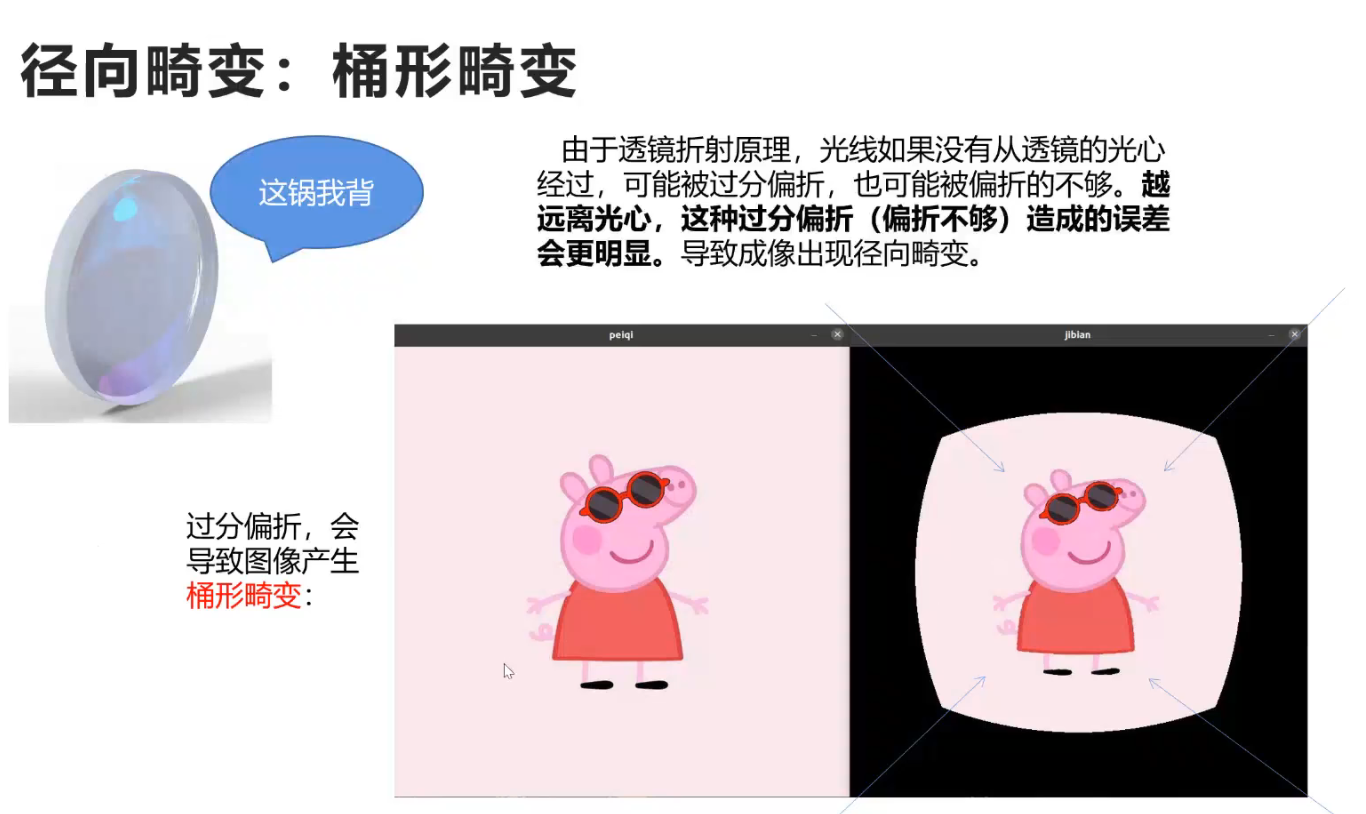 径向畸变：桶形畸变
这锅我背
由于透镜折射原理，光线如果没有从透镜的光心
经过，可能被过分偏折，也可能被偏折的不够。越
远离光心，这种过分偏折（偏折不够）造成的误差
会更明显。导致成像出现径向畸变。
peiqi
jibian
过分偏折，会
导致图像产生
桶形畸变：